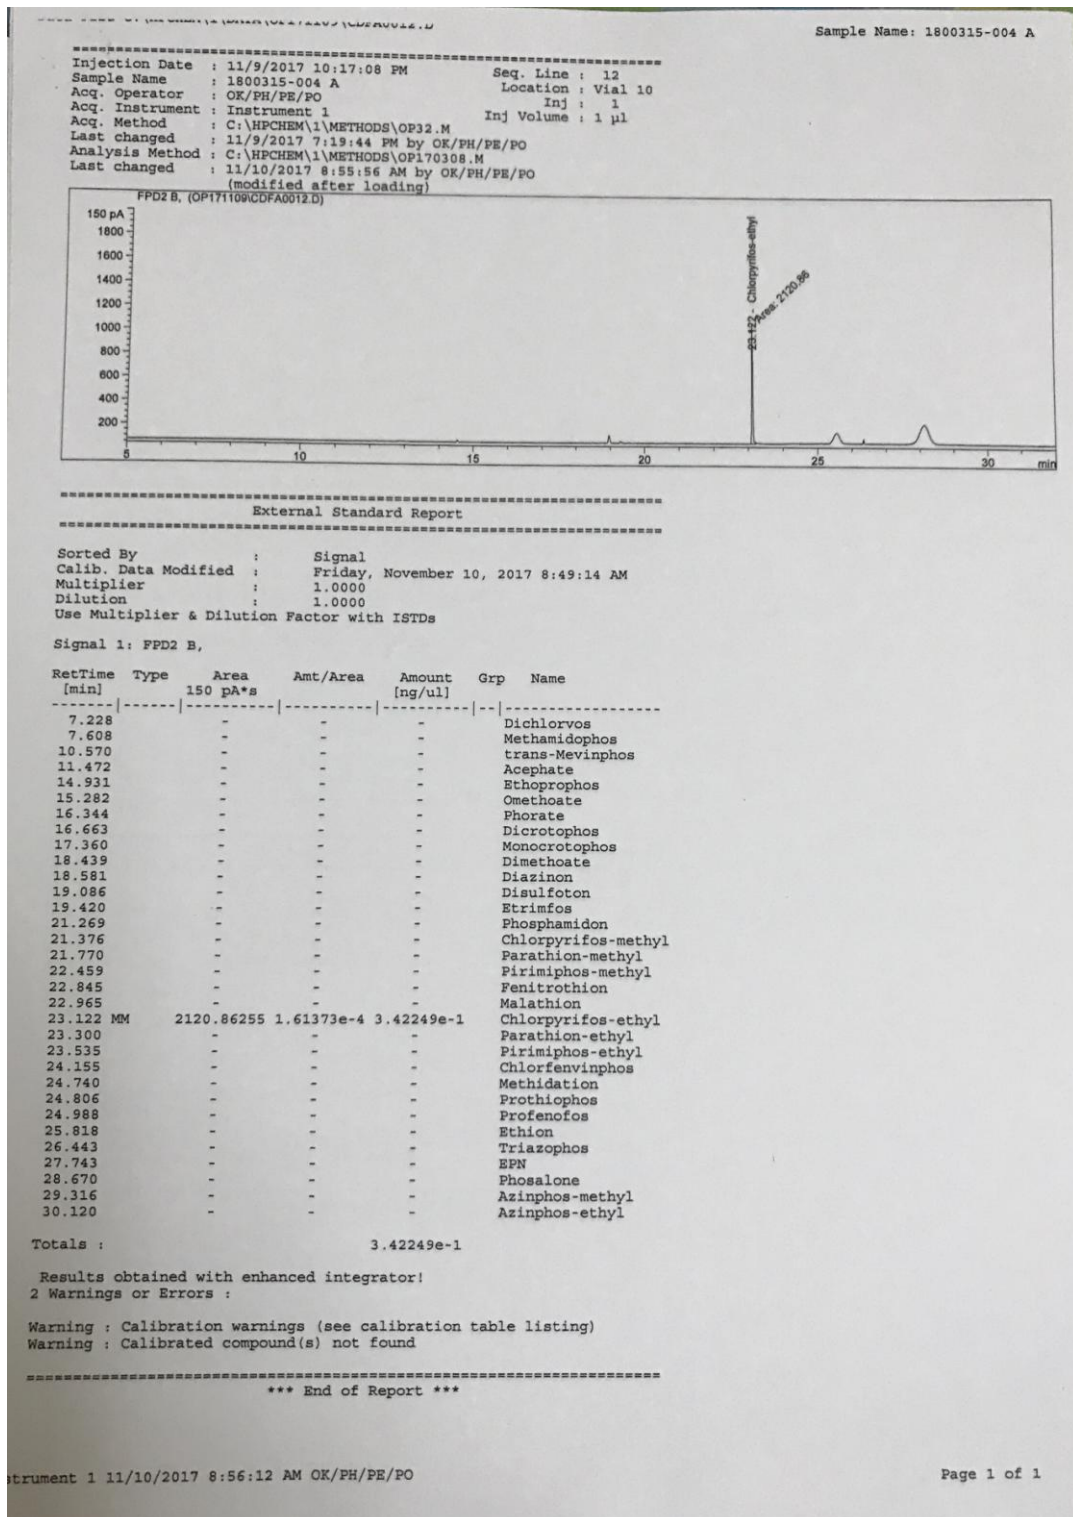 Sample Name: 1800315-004 A
=====================================================================
Injection Date  : 11/9/2017 10:17:08 PM          Seq. Line :  12
Sample Name     : 1800315-004 A                   Location : Vial 10
Acq. Operator   : OK/PH/PE/PO                          Inj :   1
Acq. Instrument : Instrument 1                  Inj Volume : 1 µl
Acq. Method     : C:\HPCHEM\1\METHODS\OP32.M
Last changed    : 11/9/2017 7:19:44 PM by OK/PH/PE/PO
Analysis Method : C:\HPCHEM\1\METHODS\OP170308.M
Last changed    : 11/10/2017 8:55:56 AM by OK/PH/PE/PO
(modified after loading)
FPD2 B, (OP171109\CDFA0012.D)
150 pA
1800
1600
1400
1200
1000
800
600
400
200
23.122 - Chlorpyrifos-ethyl
Area: 2120.86
5 10 15 20 25 30 min
=====================================================================
External Standard Report
=====================================================================
Sorted By             :      Signal
Calib. Data Modified  :      Friday, November 10, 2017 8:49:14 AM
Multiplier            :      1.0000
Dilution              :      1.0000
Use Multiplier & Dilution Factor with ISTDs
Signal 1: FPD2 B,
RetTime  Type     Area      Amt/Area    Amount   Grp   Name
[min]         150 pA*s               [ng/ul]
-------|------|----------|----------|----------|--|------------------
7.228            -          -          -       Dichlorvos
7.608            -          -          -       Methamidophos
10.570            -          -          -       trans-Mevinphos
11.472            -          -          -       Acephate
14.931            -          -          -       Ethoprophos
15.282            -          -          -       Omethoate
16.344            -          -          -       Phorate
16.663            -          -          -       Dicrotophos
17.360            -          -          -       Monocrotophos
18.439            -          -          -       Dimethoate
18.581            -          -          -       Diazinon
19.086            -          -          -       Disulfoton
19.420            -          -          -       Etrimfos
21.269            -          -          -       Phosphamidon
21.376            -          -          -       Chlorpyrifos-methyl
21.770            -          -          -       Parathion-methyl
22.459            -          -          -       Pirimiphos-methyl
22.845            -          -          -       Fenitrothion
22.965            -          -          -       Malathion
23.122 MM    2120.86255 1.61373e-4 3.42249e-1    Chlorpyrifos-ethyl
23.300            -          -          -       Parathion-ethyl
23.535            -          -          -       Pirimiphos-ethyl
24.155            -          -          -       Chlorfenvinphos
24.740            -          -          -       Methidation
24.806            -          -          -       Prothiophos
24.988            -          -          -       Profenofos
25.818            -          -          -       Ethion
26.443            -          -          -       Triazophos
27.743            -          -          -       EPN
28.670            -          -          -       Phosalone
29.316            -          -          -       Azinphos-methyl
30.120            -          -          -       Azinphos-ethyl
Totals :                             3.42249e-1
Results obtained with enhanced integrator!
2 Warnings or Errors :
Warning : Calibration warnings (see calibration table listing)
Warning : Calibrated compound(s) not found
=====================================================================
*** End of Report ***
trument 1 11/10/2017 8:56:12 AM OK/PH/PE/PO                    Page 1 of 1